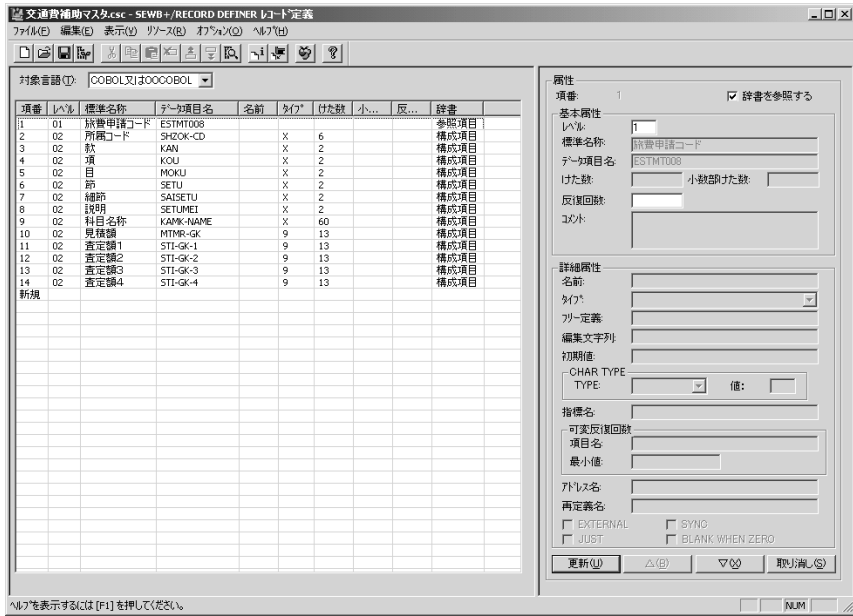 交通費補助マスタ.csc - SEWB+/RECORD DEFINER ﾚｺｰﾄﾞ定義
ﾌｧｲﾙ(F) 編集(E) 表示(V) ﾘｿｰｽ(R) ｵﾌﾟｼｮﾝ(O) ﾍﾙﾌﾟ(H)
対象言語(T): COBOL又はOOCOBOL
項番 ﾚﾍﾞﾙ 標準名称 ﾃﾞｰﾀ項目名 名前 ﾀｲﾌﾟ けた数 小... 反... 辞書
1 01 旅費申請コード ESTMT008 参照項目
2 02 所属コード SHZOK-CD X 6 構成項目
3 02 款 KAN X 2 構成項目
4 02 項 KOU X 2 構成項目
5 02 目 MOKU X 2 構成項目
6 02 節 SETU X 2 構成項目
7 02 細節 SAISETU X 2 構成項目
8 02 説明 SETUMEI X 2 構成項目
9 02 科目名称 KAMK-NAME X 60 構成項目
10 02 見積額 MTMR-GK 9 13 構成項目
11 02 査定額1 STI-GK-1 9 13 構成項目
12 02 査定額2 STI-GK-2 9 13 構成項目
13 02 査定額3 STI-GK-3 9 13 構成項目
14 02 査定額4 STI-GK-4 9 13 構成項目
新規
属性
項番: 1 辞書を参照する
基本属性
ﾚﾍﾞﾙ: 1
標準名称: 旅費申請コード
ﾃﾞｰﾀ項目名: ESTMT008
けた数: 小数部けた数:
反復回数:
ｺﾒﾝﾄ:
詳細属性
名前:
ﾀｲﾌﾟ:
ﾌﾘｰ定義:
編集文字列:
初期値:
CHAR TYPE
TYPE: 値:
指標名:
可変反復回数
項目名:
最小値:
ｱﾄﾞﾚｽ名:
再定義名:
EXTERNAL SYNC
JUST BLANK WHEN ZERO
更新(U) △(B) ▽(X) 取り消し(S)
ﾍﾙﾌﾟを表示するには [F1] を押してください。 NUM